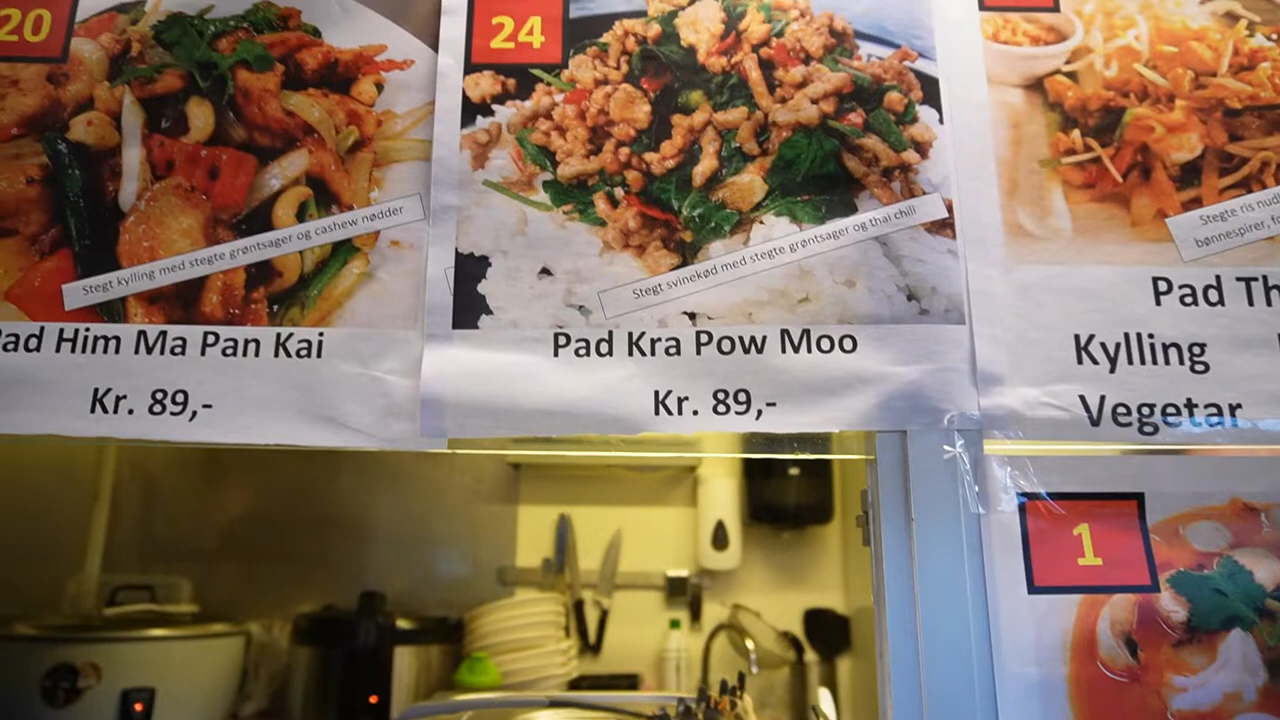 20
Stegt kylling med stegte grøntsager og cashew nødder
Pad Him Ma Pan Kai
Kr. 89,-
24
Stegt svinekød med stegte grøntsager og thai chili
Pad Kra Pow Moo
Kr. 89,-
Stegte ris
bønnespirer,
Pad Th
Kylling
Vegetar
1